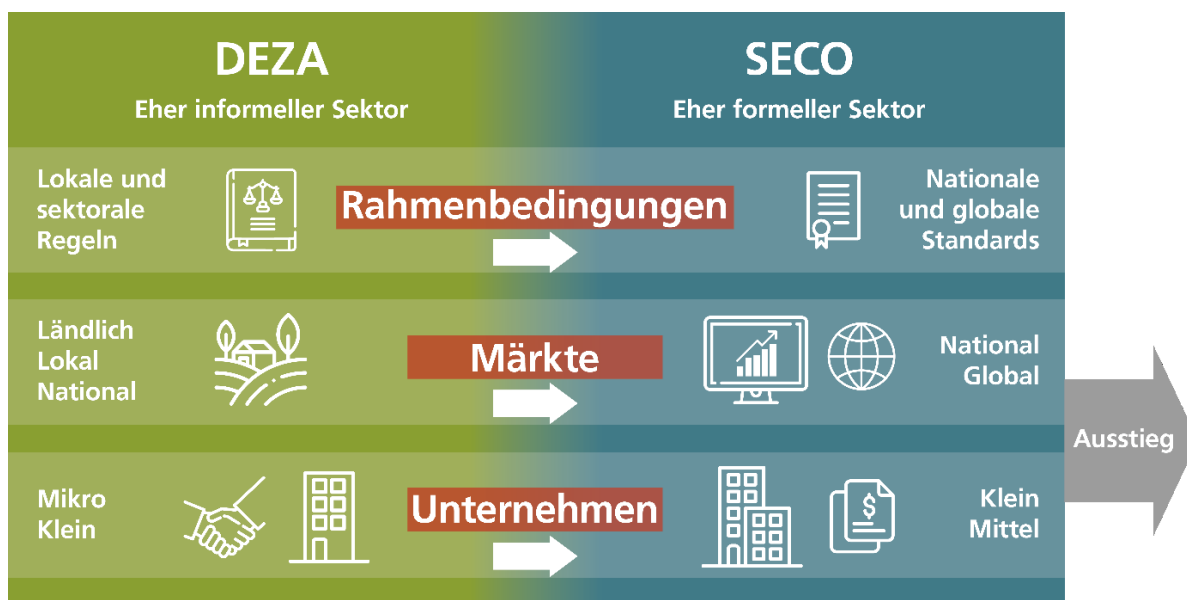 DEZA
Eher informeller Sektor
SECO
Eher formeller Sektor
Lokale und
sektorale
Regeln
Rahmenbedingungen
Nationale
und globale
Standards
Ländlich
Lokal
National
Märkte
National
Global
Mikro
Klein
Unternehmen
$
Klein
Mittel
Ausstieg